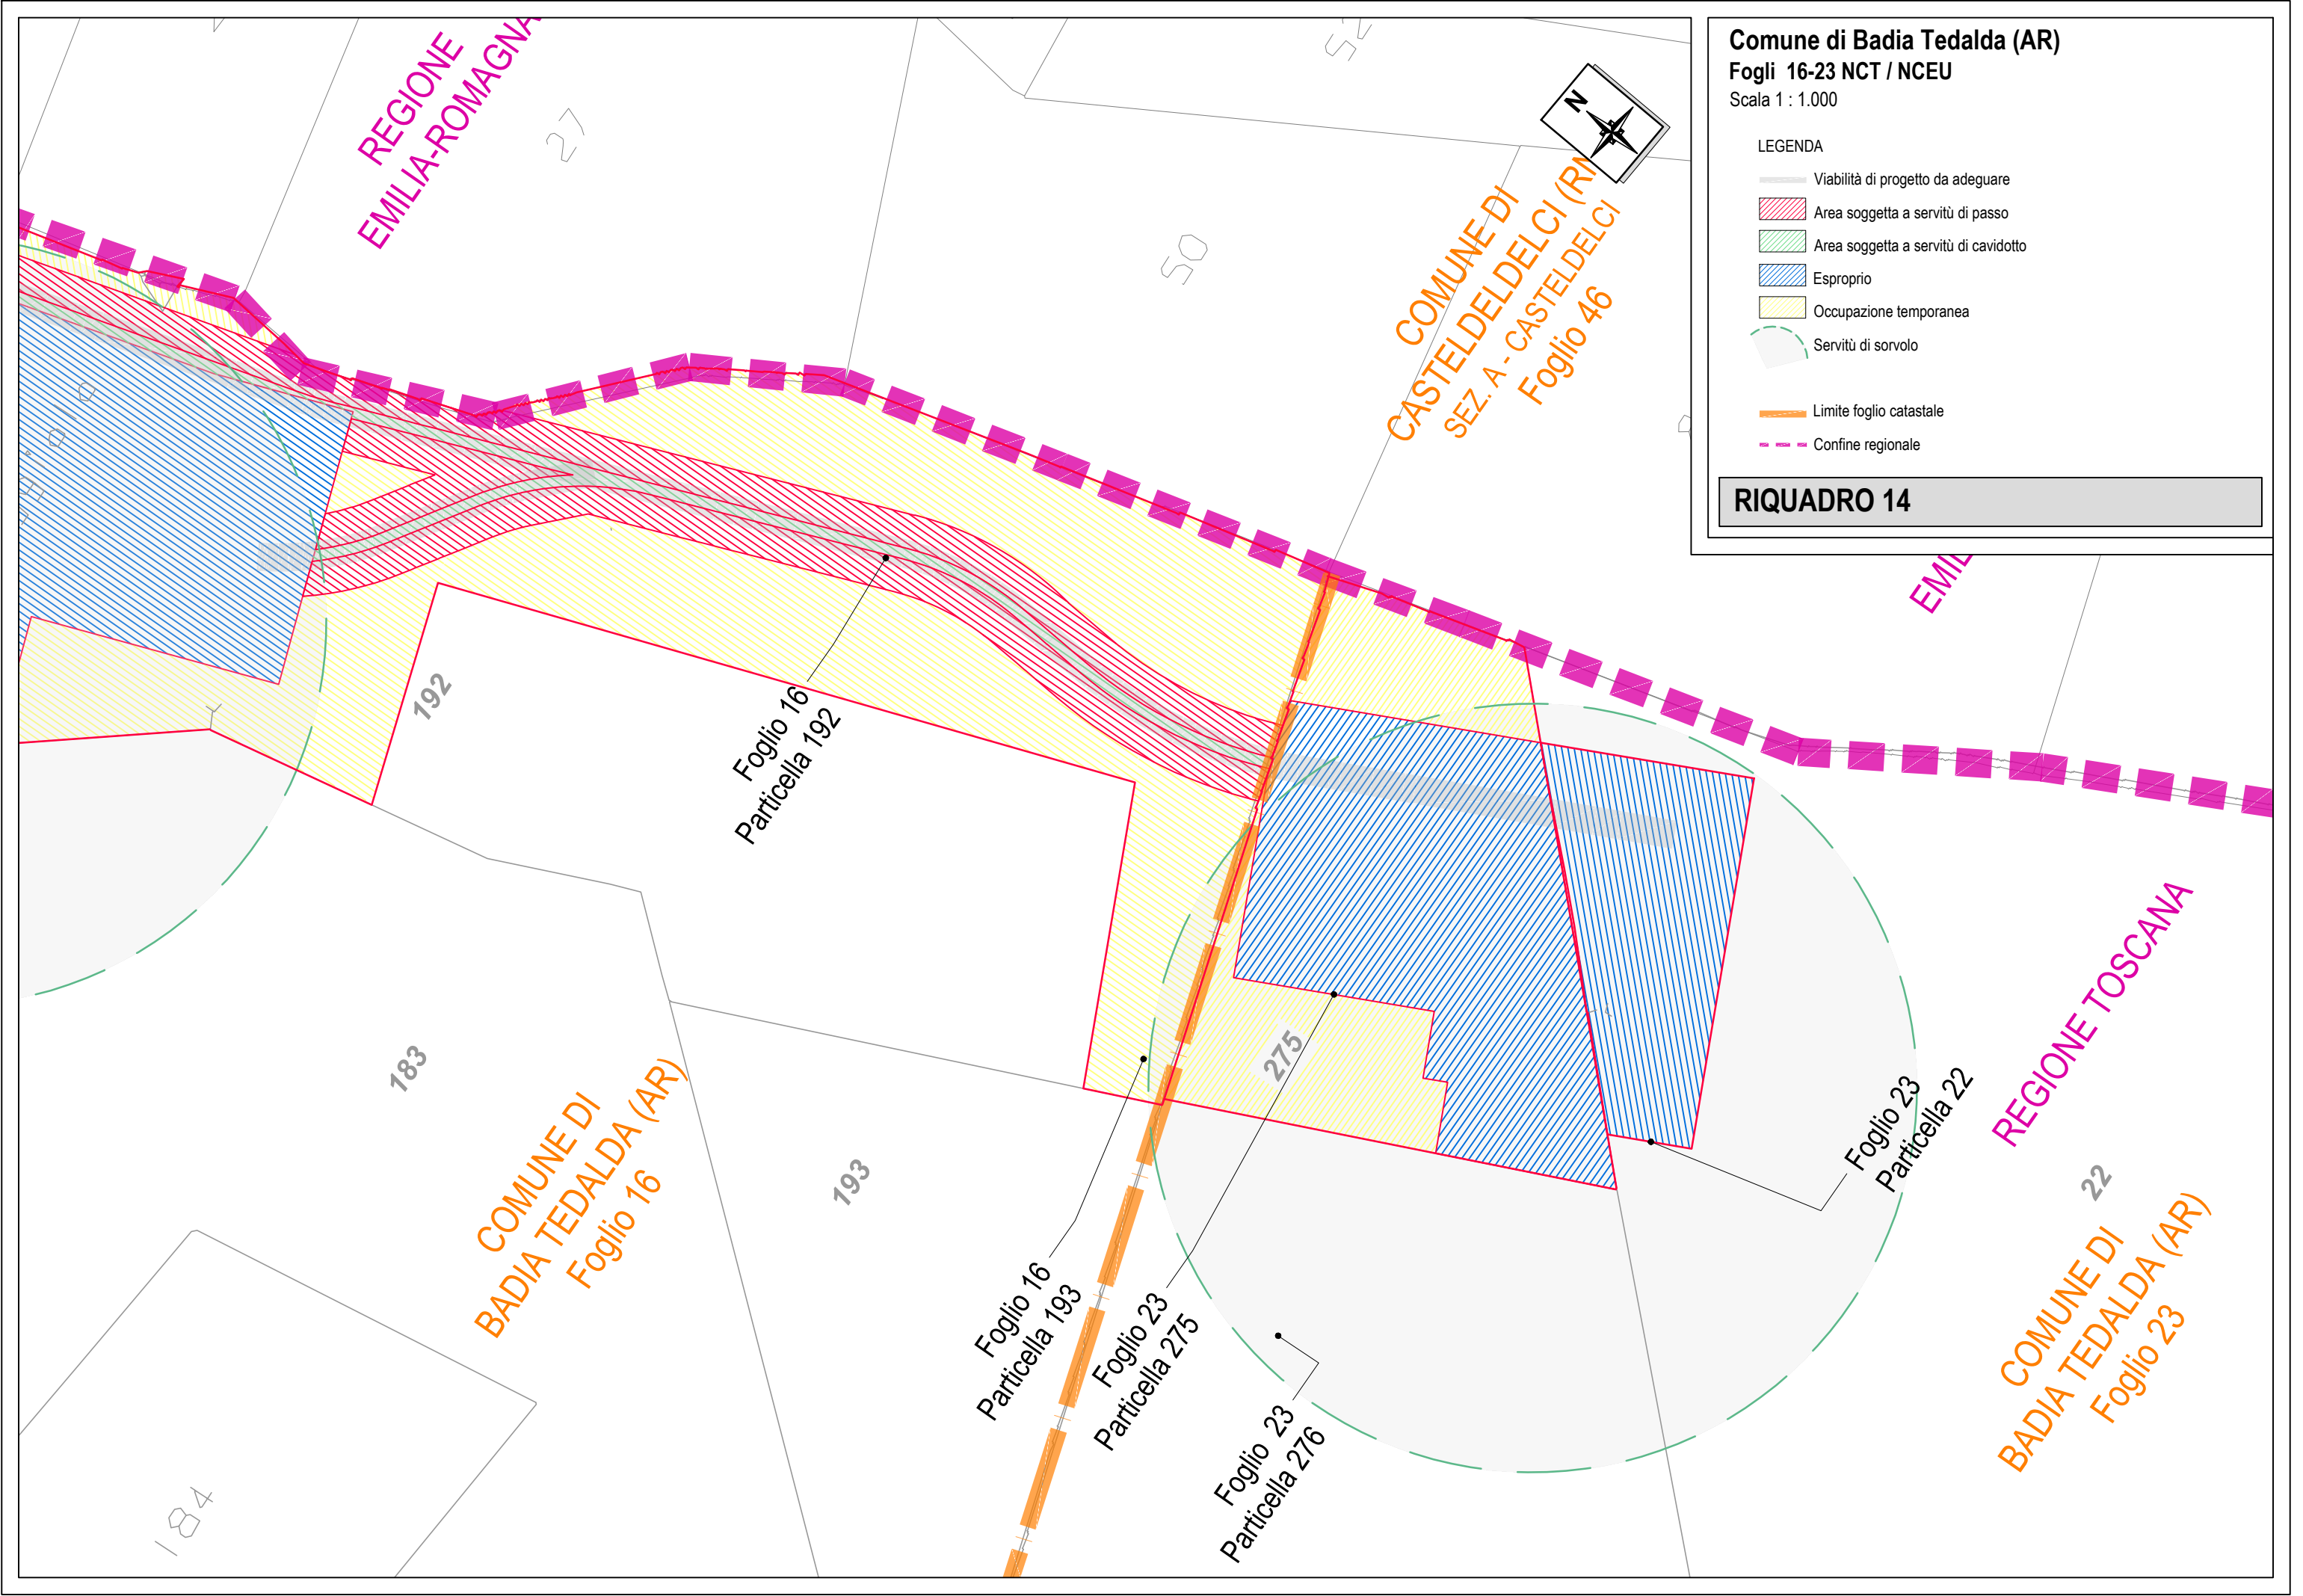 Comune di Badia Tedalda (AR)
Fogli 16-23 NCT / NCEU
Scala 1 : 1.000
LEGENDA
Viabilità di progetto da adeguare
Area soggetta a servitù di passo
Area soggetta a servitù di cavidotto
Esproprio
Occupazione temporanea
Servitù di sorvolo
Limite foglio catastale
Confine regionale
RIQUADRO 14
N
REGIONE
EMILIA-ROMAGNA
27
50
COMUNE DI
CASTELDELDELCI (RN
SEZ. A - CASTELDELCI
Foglio 46
EMIL
192
Foglio 16
Particella 192
183
COMUNE DI
BADIA TEDALDA (AR)
Foglio 16
193
184
275
Foglio 16
Particella 193
Foglio 23
Particella 275
Foglio 23
Particella 276
Foglio 23
Particella 22
REGIONE TOSCANA
22
COMUNE DI
BADIA TEDALDA (AR)
Foglio 23